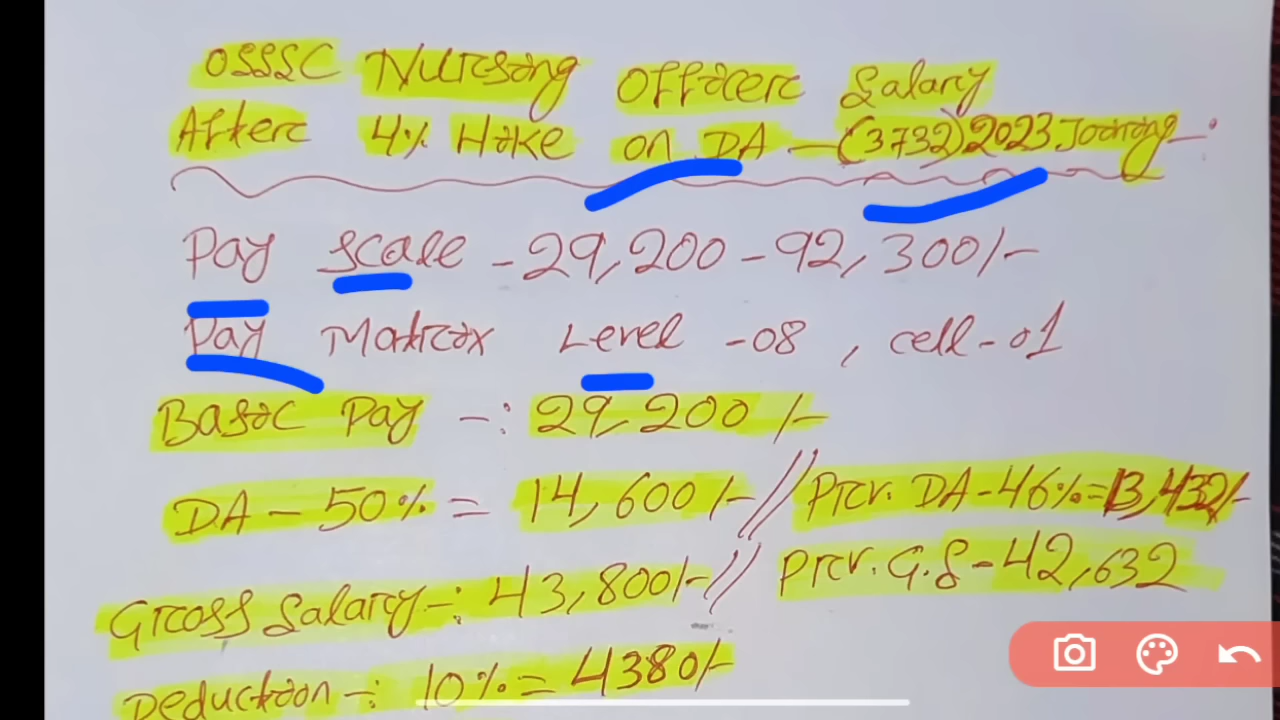 OSSSC Nursing Officer Salary
After 4% Hike on DA - (3732) 2023 Joining -:
Pay Scale - 29,200 - 92,300/-
Pay Matrix Level - 08, cell - 01
Basic Pay -: 29,200/-
DA - 50% = 14,600/- // Prev. DA - 46% = 13,432/-
Gross Salary -: 43,800/- // Prev. G.S - 42,632
Deduction -: 10% = 4380/-